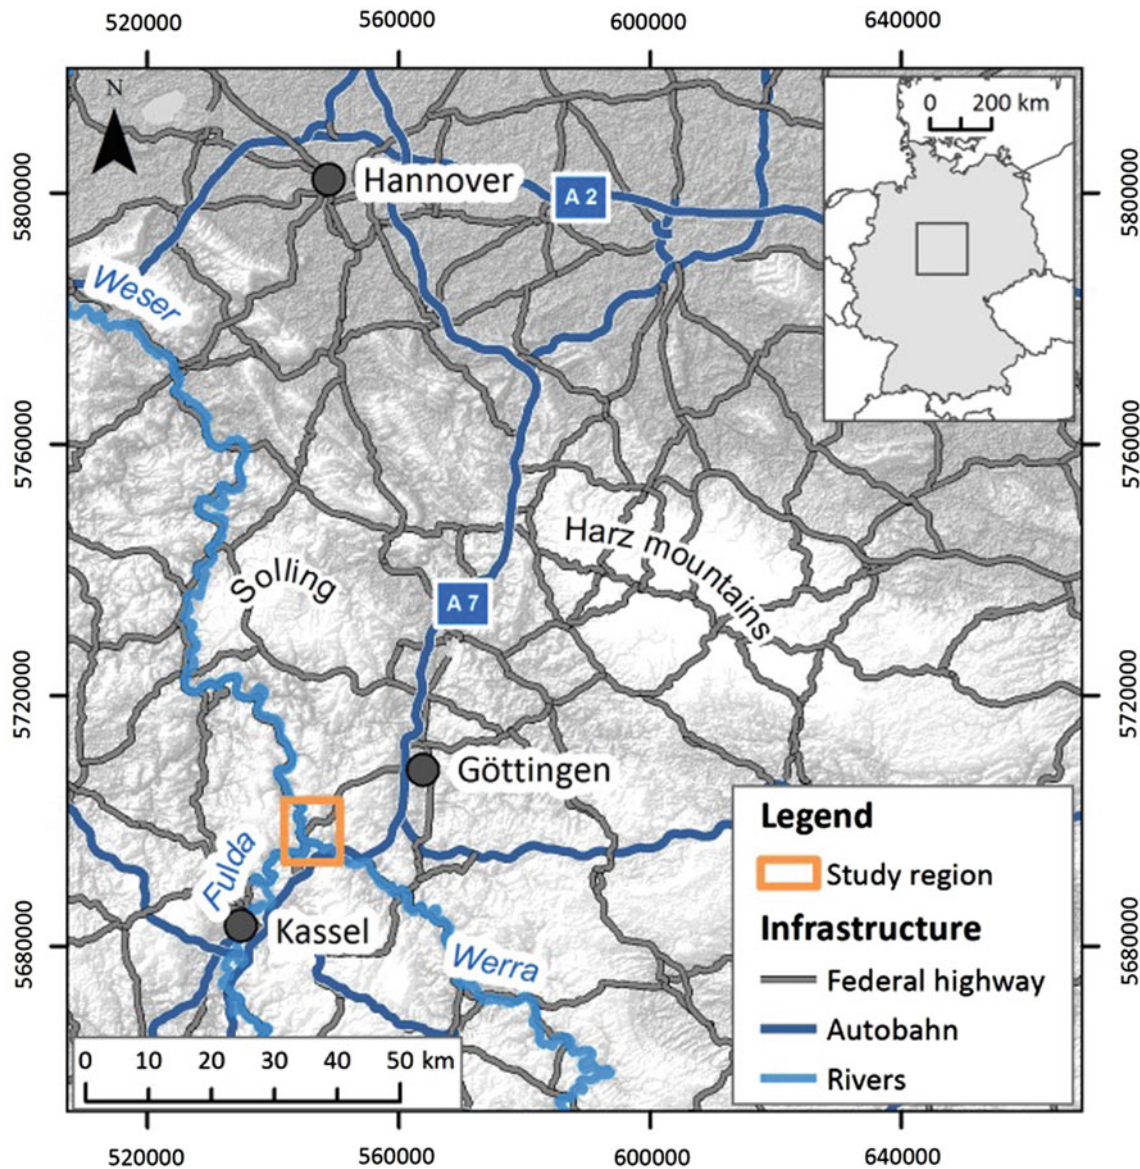 520000 560000 600000 640000
N
0 200 km
Hannover
A 2
5800000
5800000
Weser
5760000
5760000
Harz mountains
Solling
A 7
5720000
5720000
Göttingen
Legend
Study region
Fulda
Kassel
Infrastructure
Werra
5680000
5680000
Federal highway
Autobahn
Rivers
0 10 20 30 40 50 km
520000 560000 600000 640000